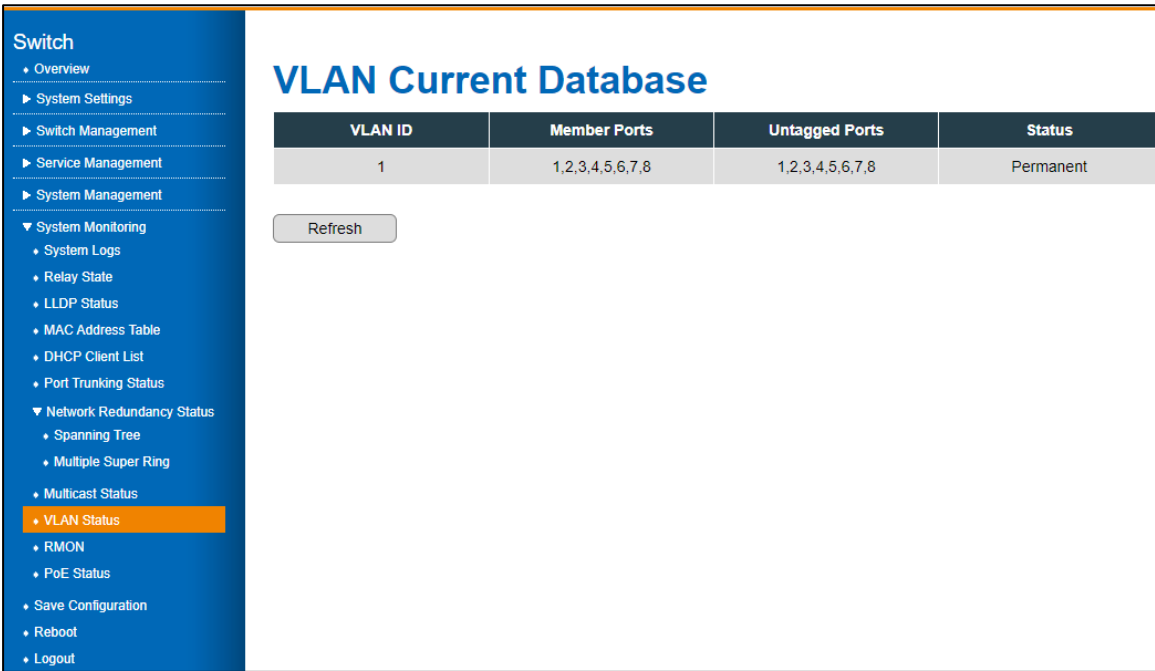 Switch
Overview
System Settings
Switch Management
Service Management
System Management
System Monitoring
System Logs
Relay State
LLDP Status
MAC Address Table
DHCP Client List
Port Trunking Status
Network Redundancy Status
Spanning Tree
Multiple Super Ring
Multicast Status
VLAN Status
RMON
PoE Status
Save Configuration
Reboot
Logout
VLAN Current Database
VLAN ID Member Ports Untagged Ports Status
1 1,2,3,4,5,6,7,8 1,2,3,4,5,6,7,8 Permanent
Refresh